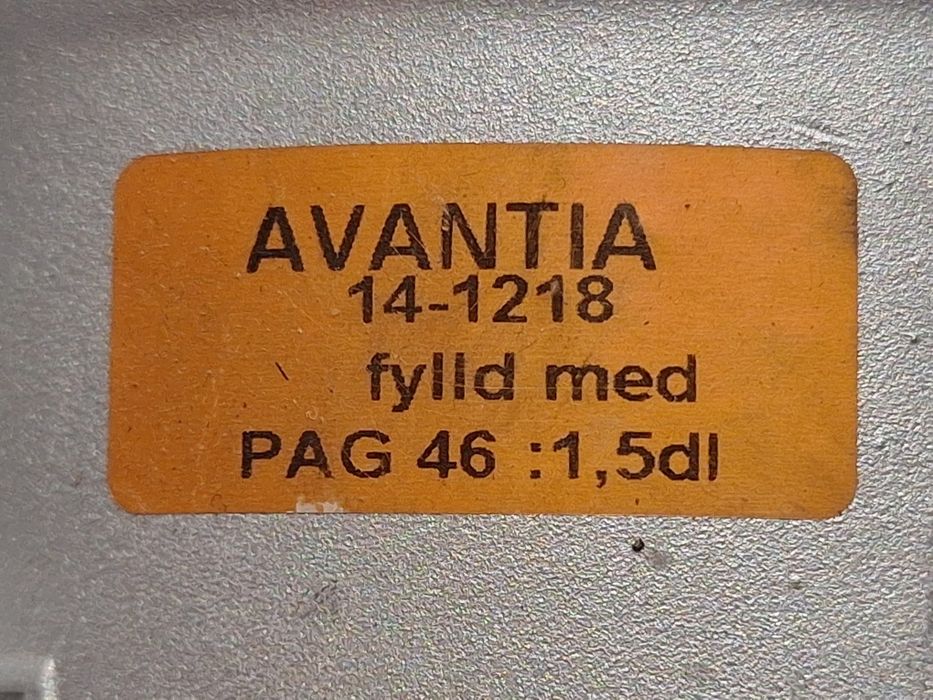 AVANTIA
14-1218
fylld med
PAG 46 :1,5dl